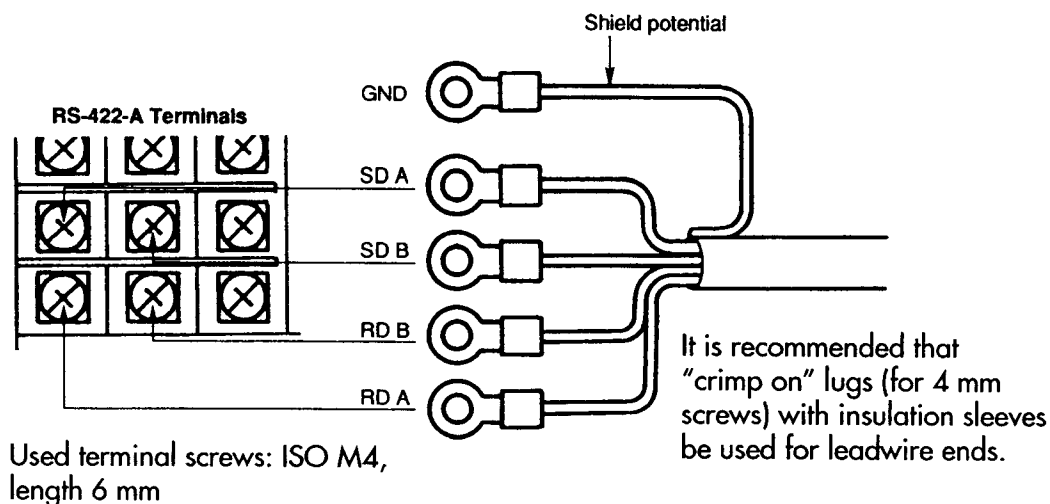 Shield potential
GND
RS-422-A Terminals
SD A
SD B
RD B
RD A
It is recommended that
"crimp on" lugs (for 4 mm
screws) with insulation sleeves
be used for leadwire ends.
Used terminal screws: ISO M4,
length 6 mm